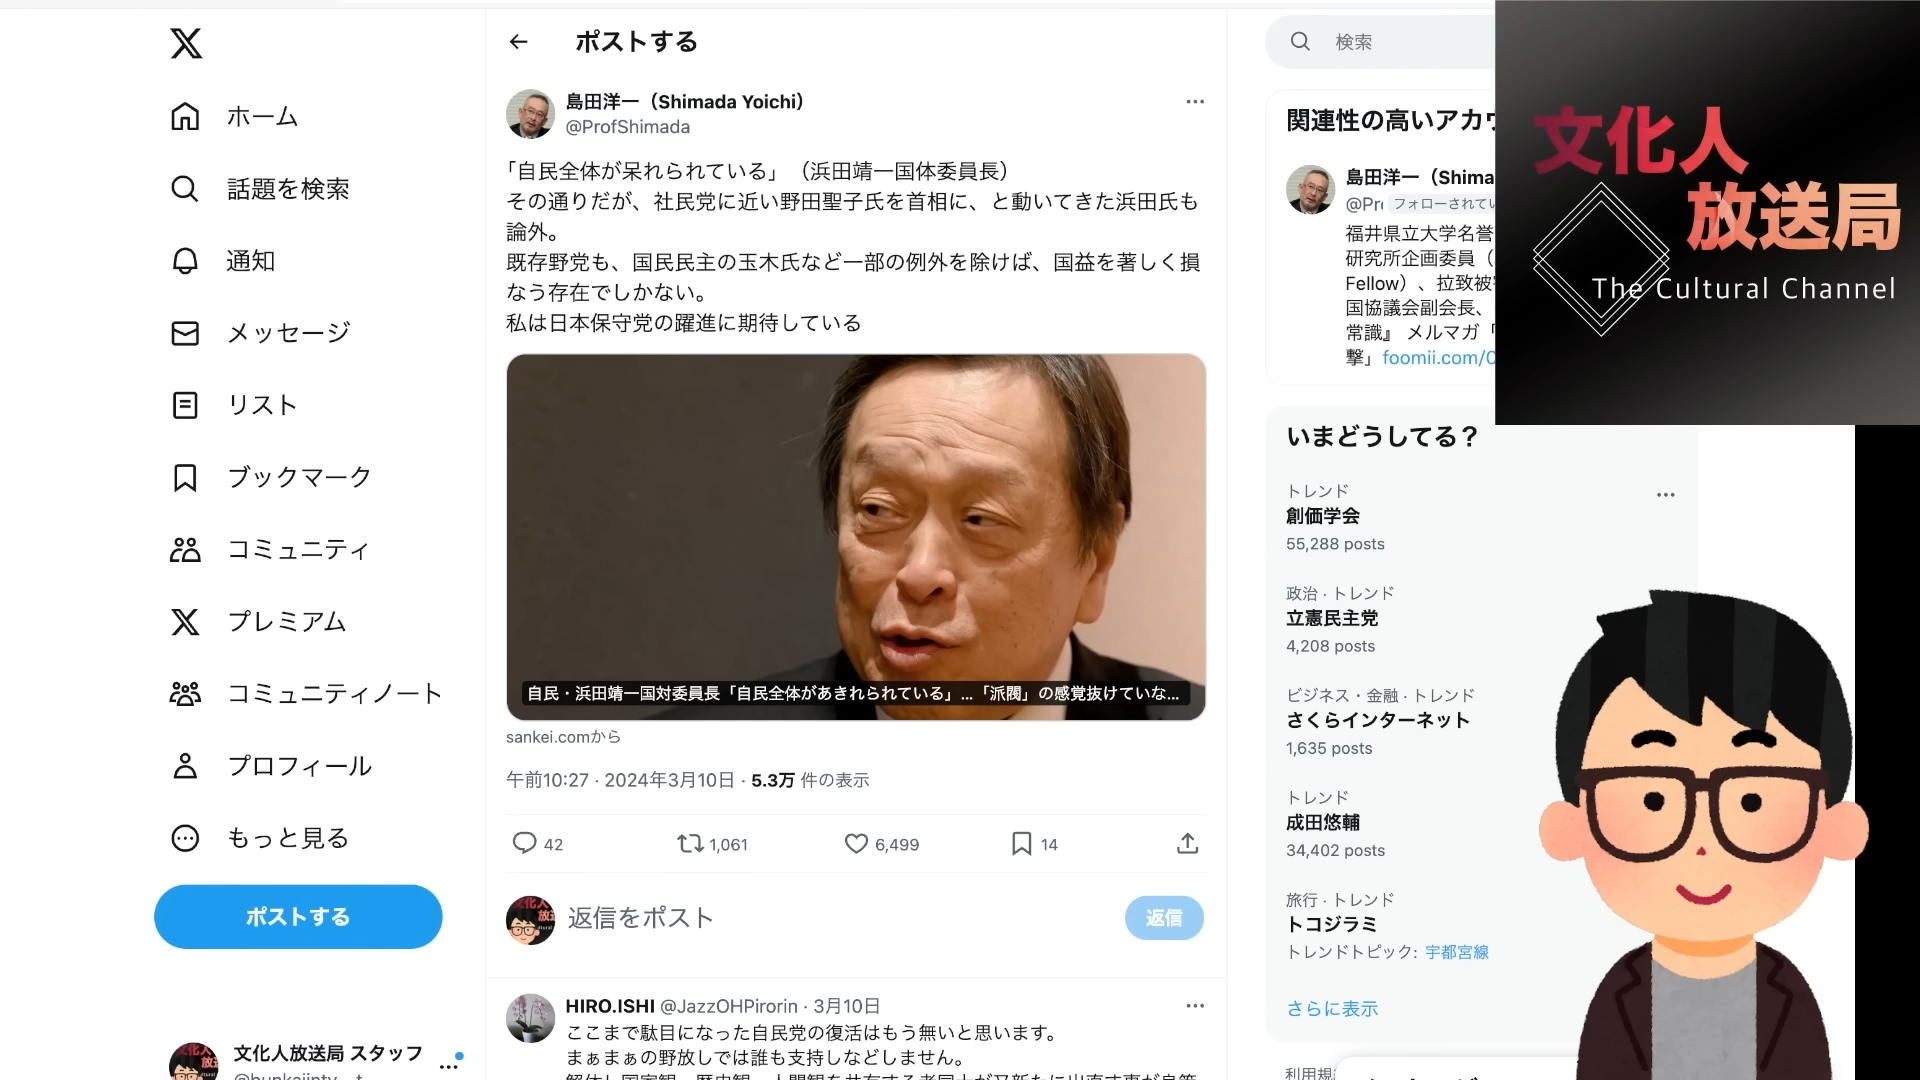 ホーム
話題を検索
通知
メッセージ
リスト
ブックマーク
コミュニティ
プレミアム
コミュニティノート
プロフィール
もっと見る
ポストする
文化人放送局 スタッフ
ポストする
島田洋一（Shimada Yoichi）
@ProfShimada
「自民全体が呆れられている」（浜田靖一国体委員長）
その通りだが、社民党に近い野田聖子氏を首相に、と動いてきた浜田氏も
論外。
既存野党も、国民民主の玉木氏など一部の例外を除けば、国益を著しく損
なう存在でしかない。
私は日本保守党の躍進に期待している
自民・浜田靖一国対委員長「自民全体があきれられている」...「派閥」の感覚抜けていな...
sankei.comから
午前10:27 · 2024年3月10日 · 5.3万 件の表示
42
1,061
6,499
14
返信をポスト
返信
HIRO.ISHI @JazzOHPirorin · 3月10日
ここまで駄目になった自民党の復活はもう無いと思います。
まぁまぁの野放しでは誰も支持しなどしません。
検索
関連性の高いアカウ
島田洋一（Shima
@Pr フォローされてい
福井県立大学名誉
研究所企画委員（
Fellow）、拉致被
国協議会副会長、
常識』 メルマガ「
撃」foomii.com/0
いまどうしてる？
トレンド
創価学会
55,288 posts
政治 · トレンド
立憲民主党
4,208 posts
ビジネス・金融 · トレンド
さくらインターネット
1,635 posts
トレンド
成田悠輔
34,402 posts
旅行 · トレンド
トコジラミ
トレンドトピック: 宇都宮線
さらに表示
利用規
文化人
放送局
The Cultural Channel